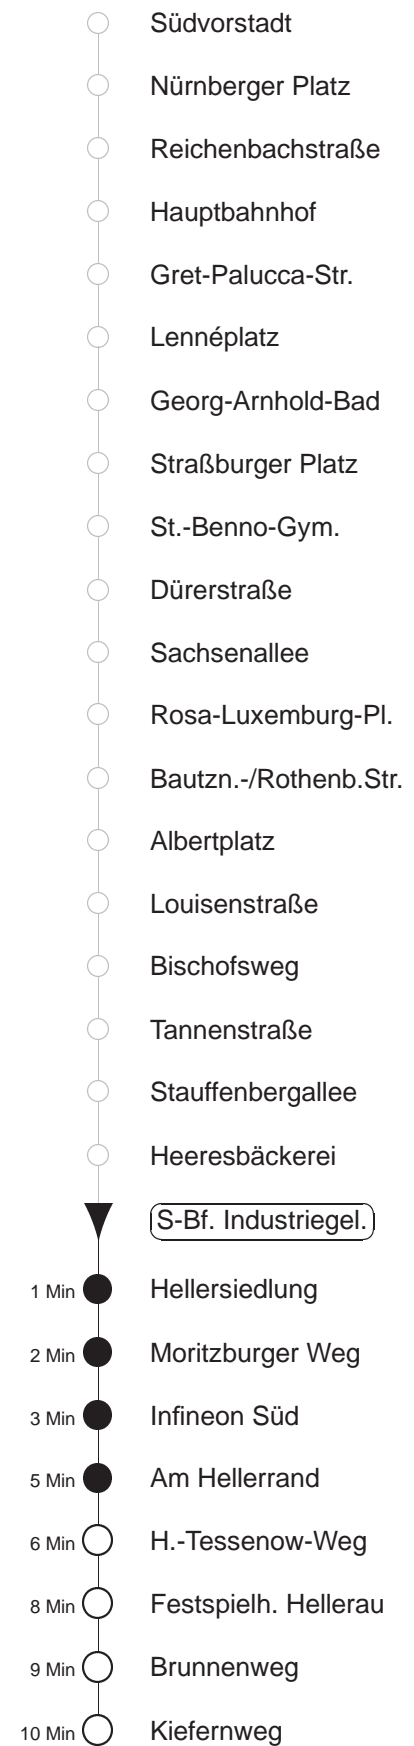 Südvorstadt
Nürnberger Platz
Reichenbachstraße
Hauptbahnhof
Gret-Palucca-Str.
Lennéplatz
Georg-Arnhold-Bad
Straßburger Platz
St.-Benno-Gym.
Dürerstraße
Sachsenallee
Rosa-Luxemburg-Pl.
Bautzn.-/Rothenb.Str.
Albertplatz
Louisenstraße
Bischofsweg
Tannenstraße
Stauffenbergallee
Heeresbäckerei
S-Bf. Industriegel.
1 Min Hellersiedlung
2 Min Moritzburger Weg
3 Min Infineon Süd
5 Min Am Hellerrand
6 Min H.-Tessenow-Weg
8 Min Festspielh. Hellerau
9 Min Brunnenweg
10 Min Kiefernweg